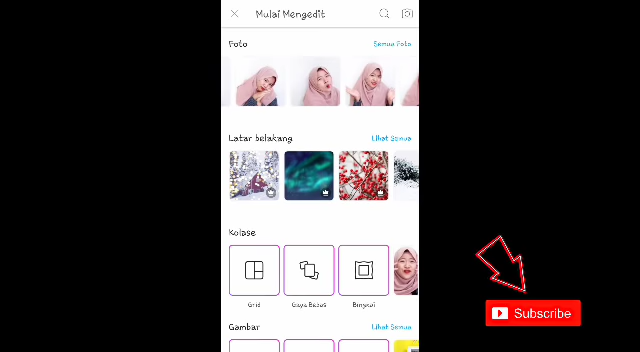 Mulai Mengedit
Foto
Semua Foto
Latar belakang
Lihat Semua
Kolase
Grid
Gaya Bebas
Bingkai
Gambar
Lihat Semua
Subscribe